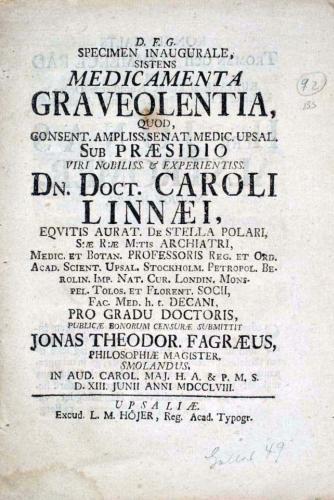 D. F. G.
SPECIMEN INAUGURALE,
SISTENS
MEDICAMENTA
GRAVEOLENTIA,
QUOD,
CONSENT. AMPLISS. SENAT. MEDIC. UPSAL.
SUB PRÆSIDIO
VIRI NOBILISS. & EXPERIENTISS.
DN. DOCT. CAROLI
LINNÆI,
EQVITIS AURAT. DE STELLA POLARI,
S:Æ R:Æ M:TIS ARCHIATRI,
MEDIC. ET BOTAN. PROFESSORIS REG. ET ORD.
ACAD. SCIENT. UPSAL. STOCKHOLM. PETROPOL. BE-
ROLIN. IMP. NAT. CUR. LONDIN. MONS-
PEL. TOLOS. ET FLORENT. SOCII,
FAC. MED. h. t. DECANI,
PRO GRADU DOCTORIS,
PUBLICÆ BONORUM CENSURÆ SUBMITTIT
JONAS THEODOR. FAGRÆUS,
PHILOSOPHIÆ MAGISTER,
SMOLANDUS.
IN AUD. CAROL. MAJ. H. A. & P. M. S.
D. XIII. JUNII ANNI MDCCLVIII.
UPSALIÆ.
Excud. L. M. HÖJER, Reg. Acad. Typogr.
92
155
49